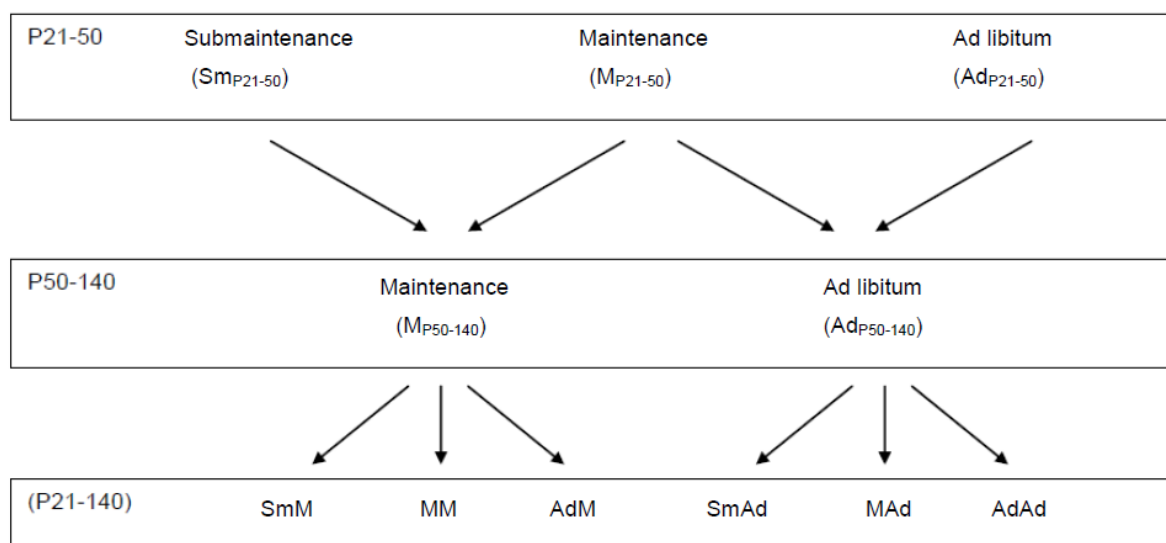 P21-50 Submaintenance Maintenance Ad libitum
(SmP21-50) (MP21-50) (AdP21-50)
P50-140 Maintenance Ad libitum
(MP50-140) (AdP50-140)
(P21-140) SmM MM AdM SmAd MAd AdAd